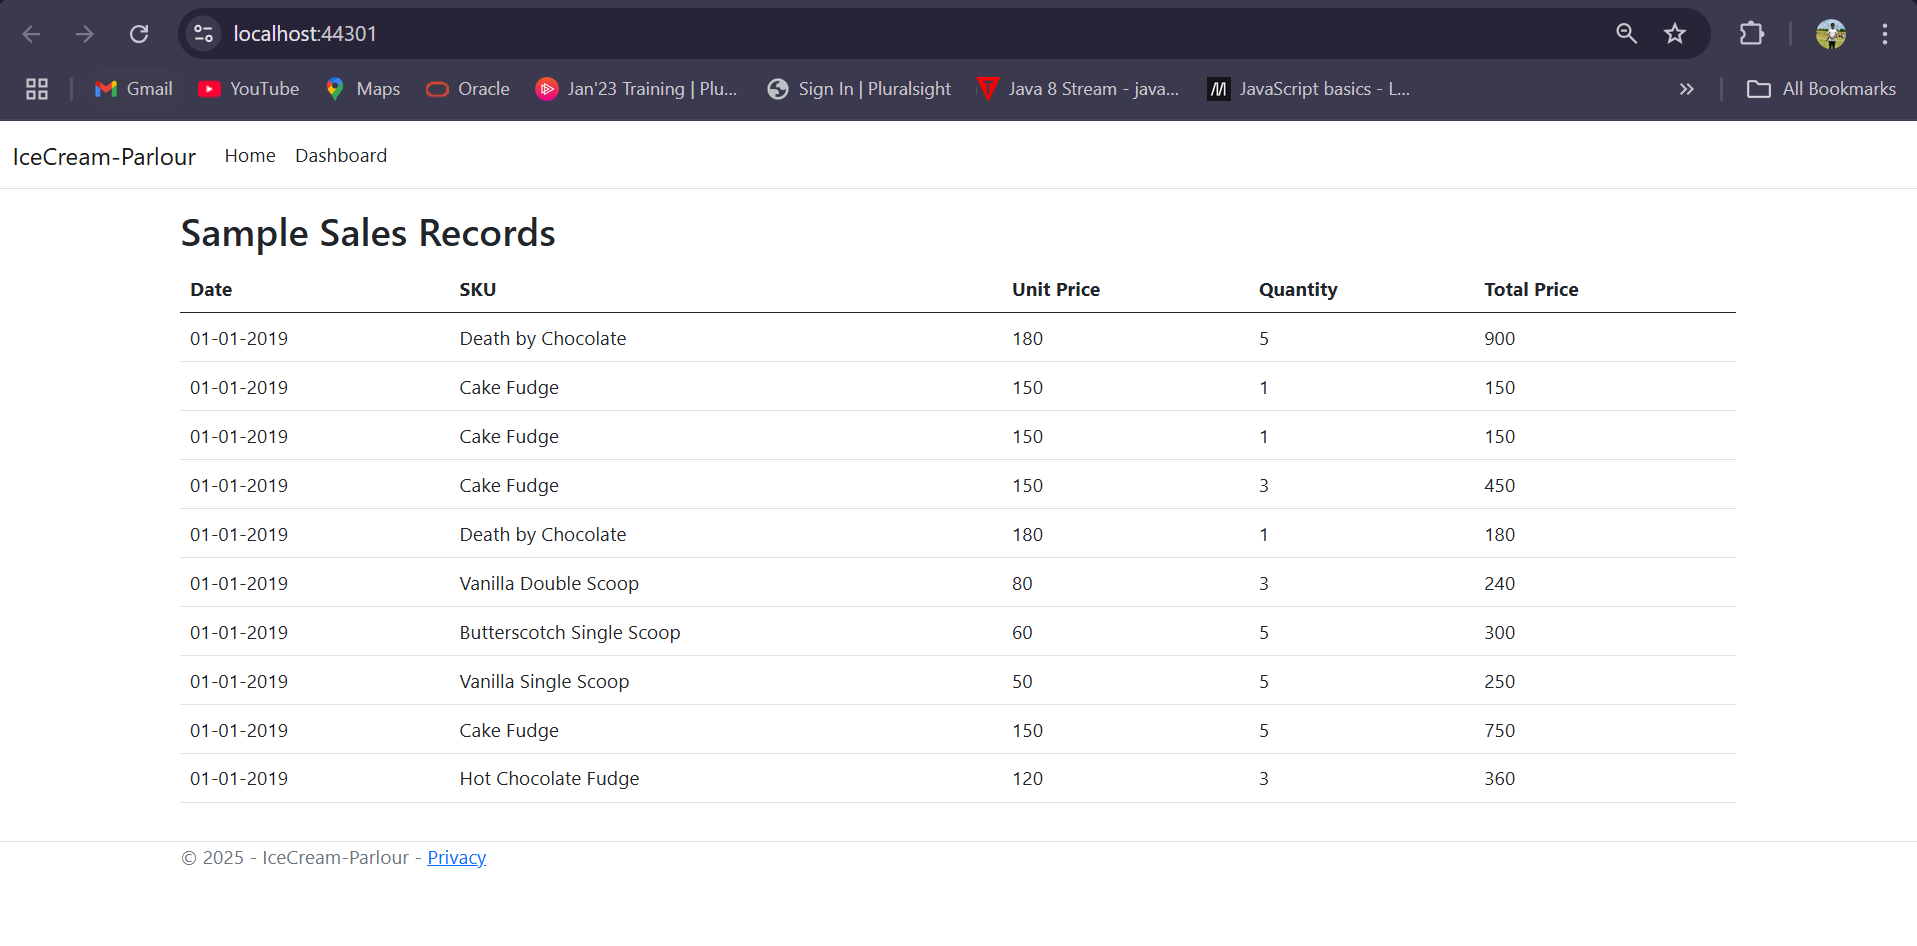 localhost:44301
Gmail YouTube Maps Oracle Jan'23 Training | Plu... Sign In | Pluralsight Java 8 Stream - java... JavaScript basics - L... » All Bookmarks
IceCream-Parlour Home Dashboard
Sample Sales Records
Date SKU Unit Price Quantity Total Price
01-01-2019 Death by Chocolate 180 5 900
01-01-2019 Cake Fudge 150 1 150
01-01-2019 Cake Fudge 150 1 150
01-01-2019 Cake Fudge 150 3 450
01-01-2019 Death by Chocolate 180 1 180
01-01-2019 Vanilla Double Scoop 80 3 240
01-01-2019 Butterscotch Single Scoop 60 5 300
01-01-2019 Vanilla Single Scoop 50 5 250
01-01-2019 Cake Fudge 150 5 750
01-01-2019 Hot Chocolate Fudge 120 3 360
© 2025 - IceCream-Parlour - Privacy